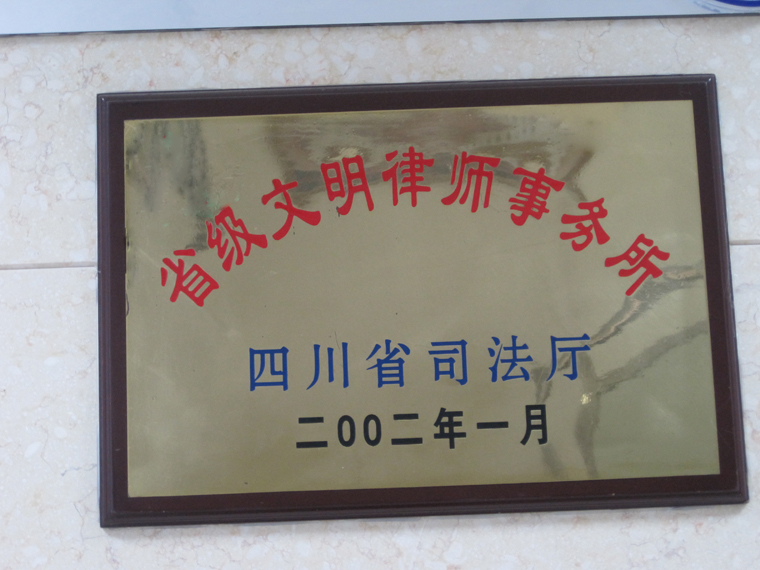 省级文明律师事务所
四川省司法厅
二00二年一月